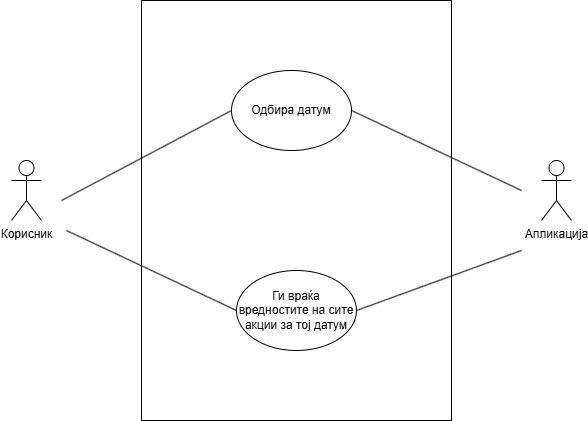 Одбира датум
Корисник
Апликација
Ги враќа
вредностите на сите
акции за тој датум